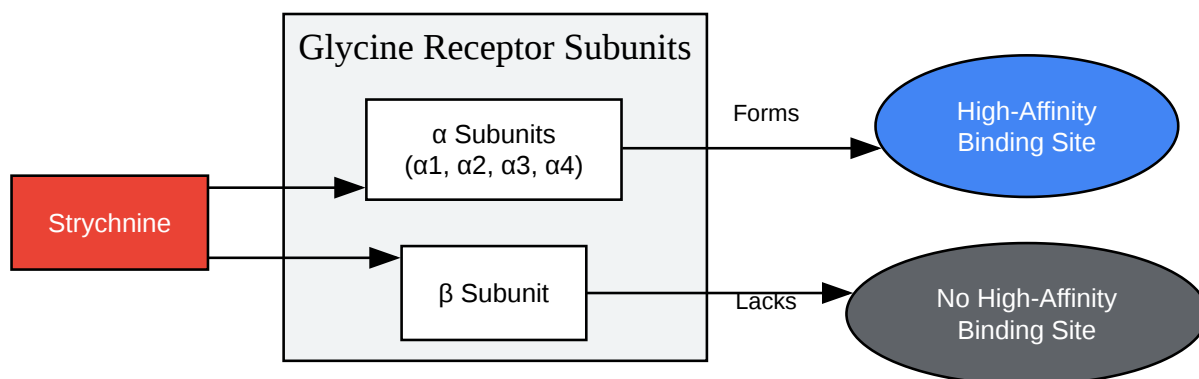 Glycine Receptor Subunits
α Subunits
(α1, α2, α3, α4)
Forms
High-Affinity
Binding Site
Strychnine
β Subunit
Lacks
No High-Affinity
Binding Site